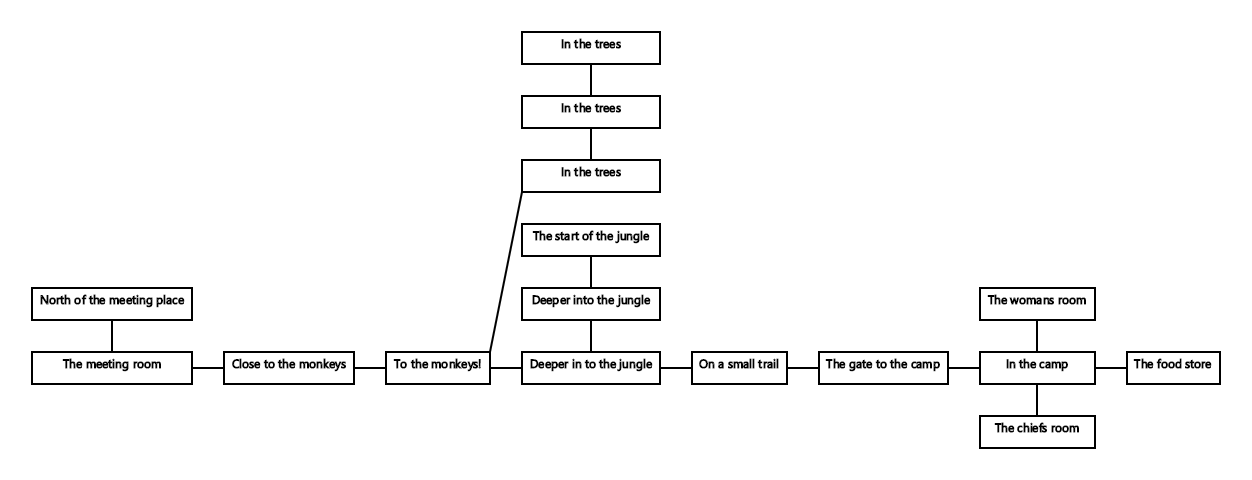 In the trees
In the trees
In the trees
The start of the jungle
North of the meeting place
Deeper into the jungle
The womans room
The meeting room
Close to the monkeys
To the monkeys!
Deeper in to the jungle
On a small trail
The gate to the camp
In the camp
The food store
The chiefs room